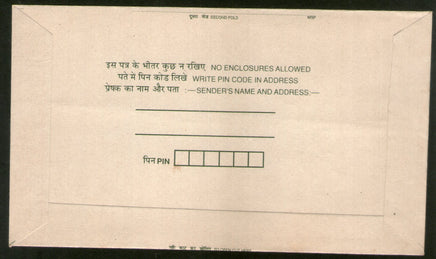 दूसरा मोड़ SECOND FOLD
इस पत्र के भीतर कुछ न रखिए NO ENCLOSURES ALLOWED
पते में पिन कोड लिखें WRITE PIN CODE IN ADDRESS
प्रेषक का नाम और पता :—SENDER'S NAME AND ADDRESS:—
पिन PIN